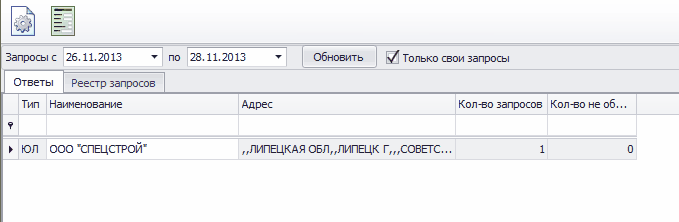 Запросы с 26.11.2013 по 28.11.2013 Обновить Только свои запросы
Ответы Реестр запросов
Тип Наименование Адрес Кол-во запросов Кол-во не об...
ЮЛ ООО "СПЕЦСТРОЙ" ,,ЛИПЕЦКАЯ ОБЛ,,ЛИПЕЦК Г,,,СОВЕТС... 1 0